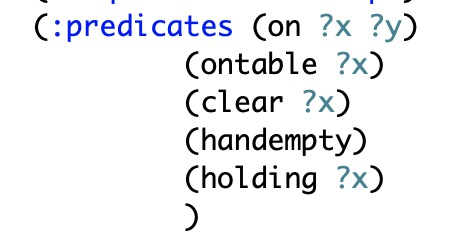 (:predicates (on ?x ?y)
(ontable ?x)
(clear ?x)
(handempty)
(holding ?x)
)